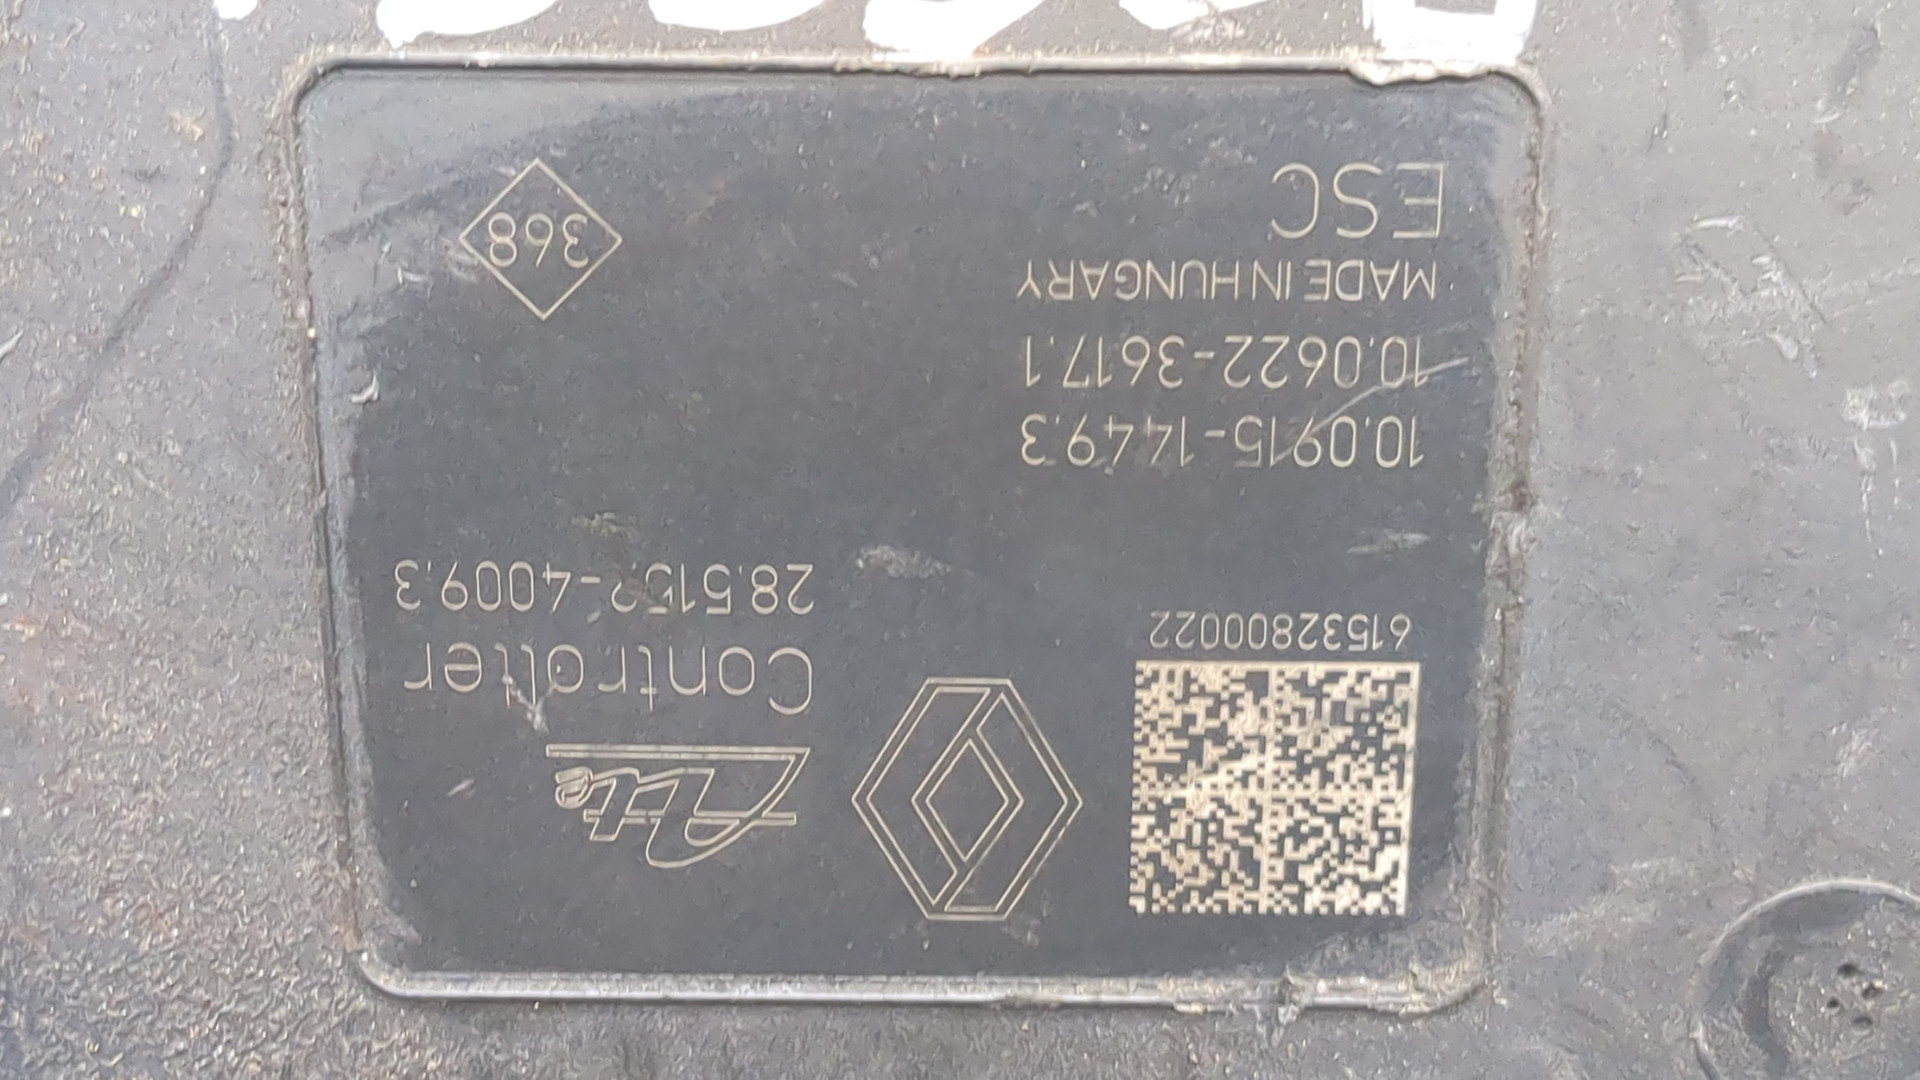 Ate
Controller
61532800022
28.5152-4009.3
10.0915-1449.3
10.0622-3617.1
MADE IN HUNGARY
ESC
368